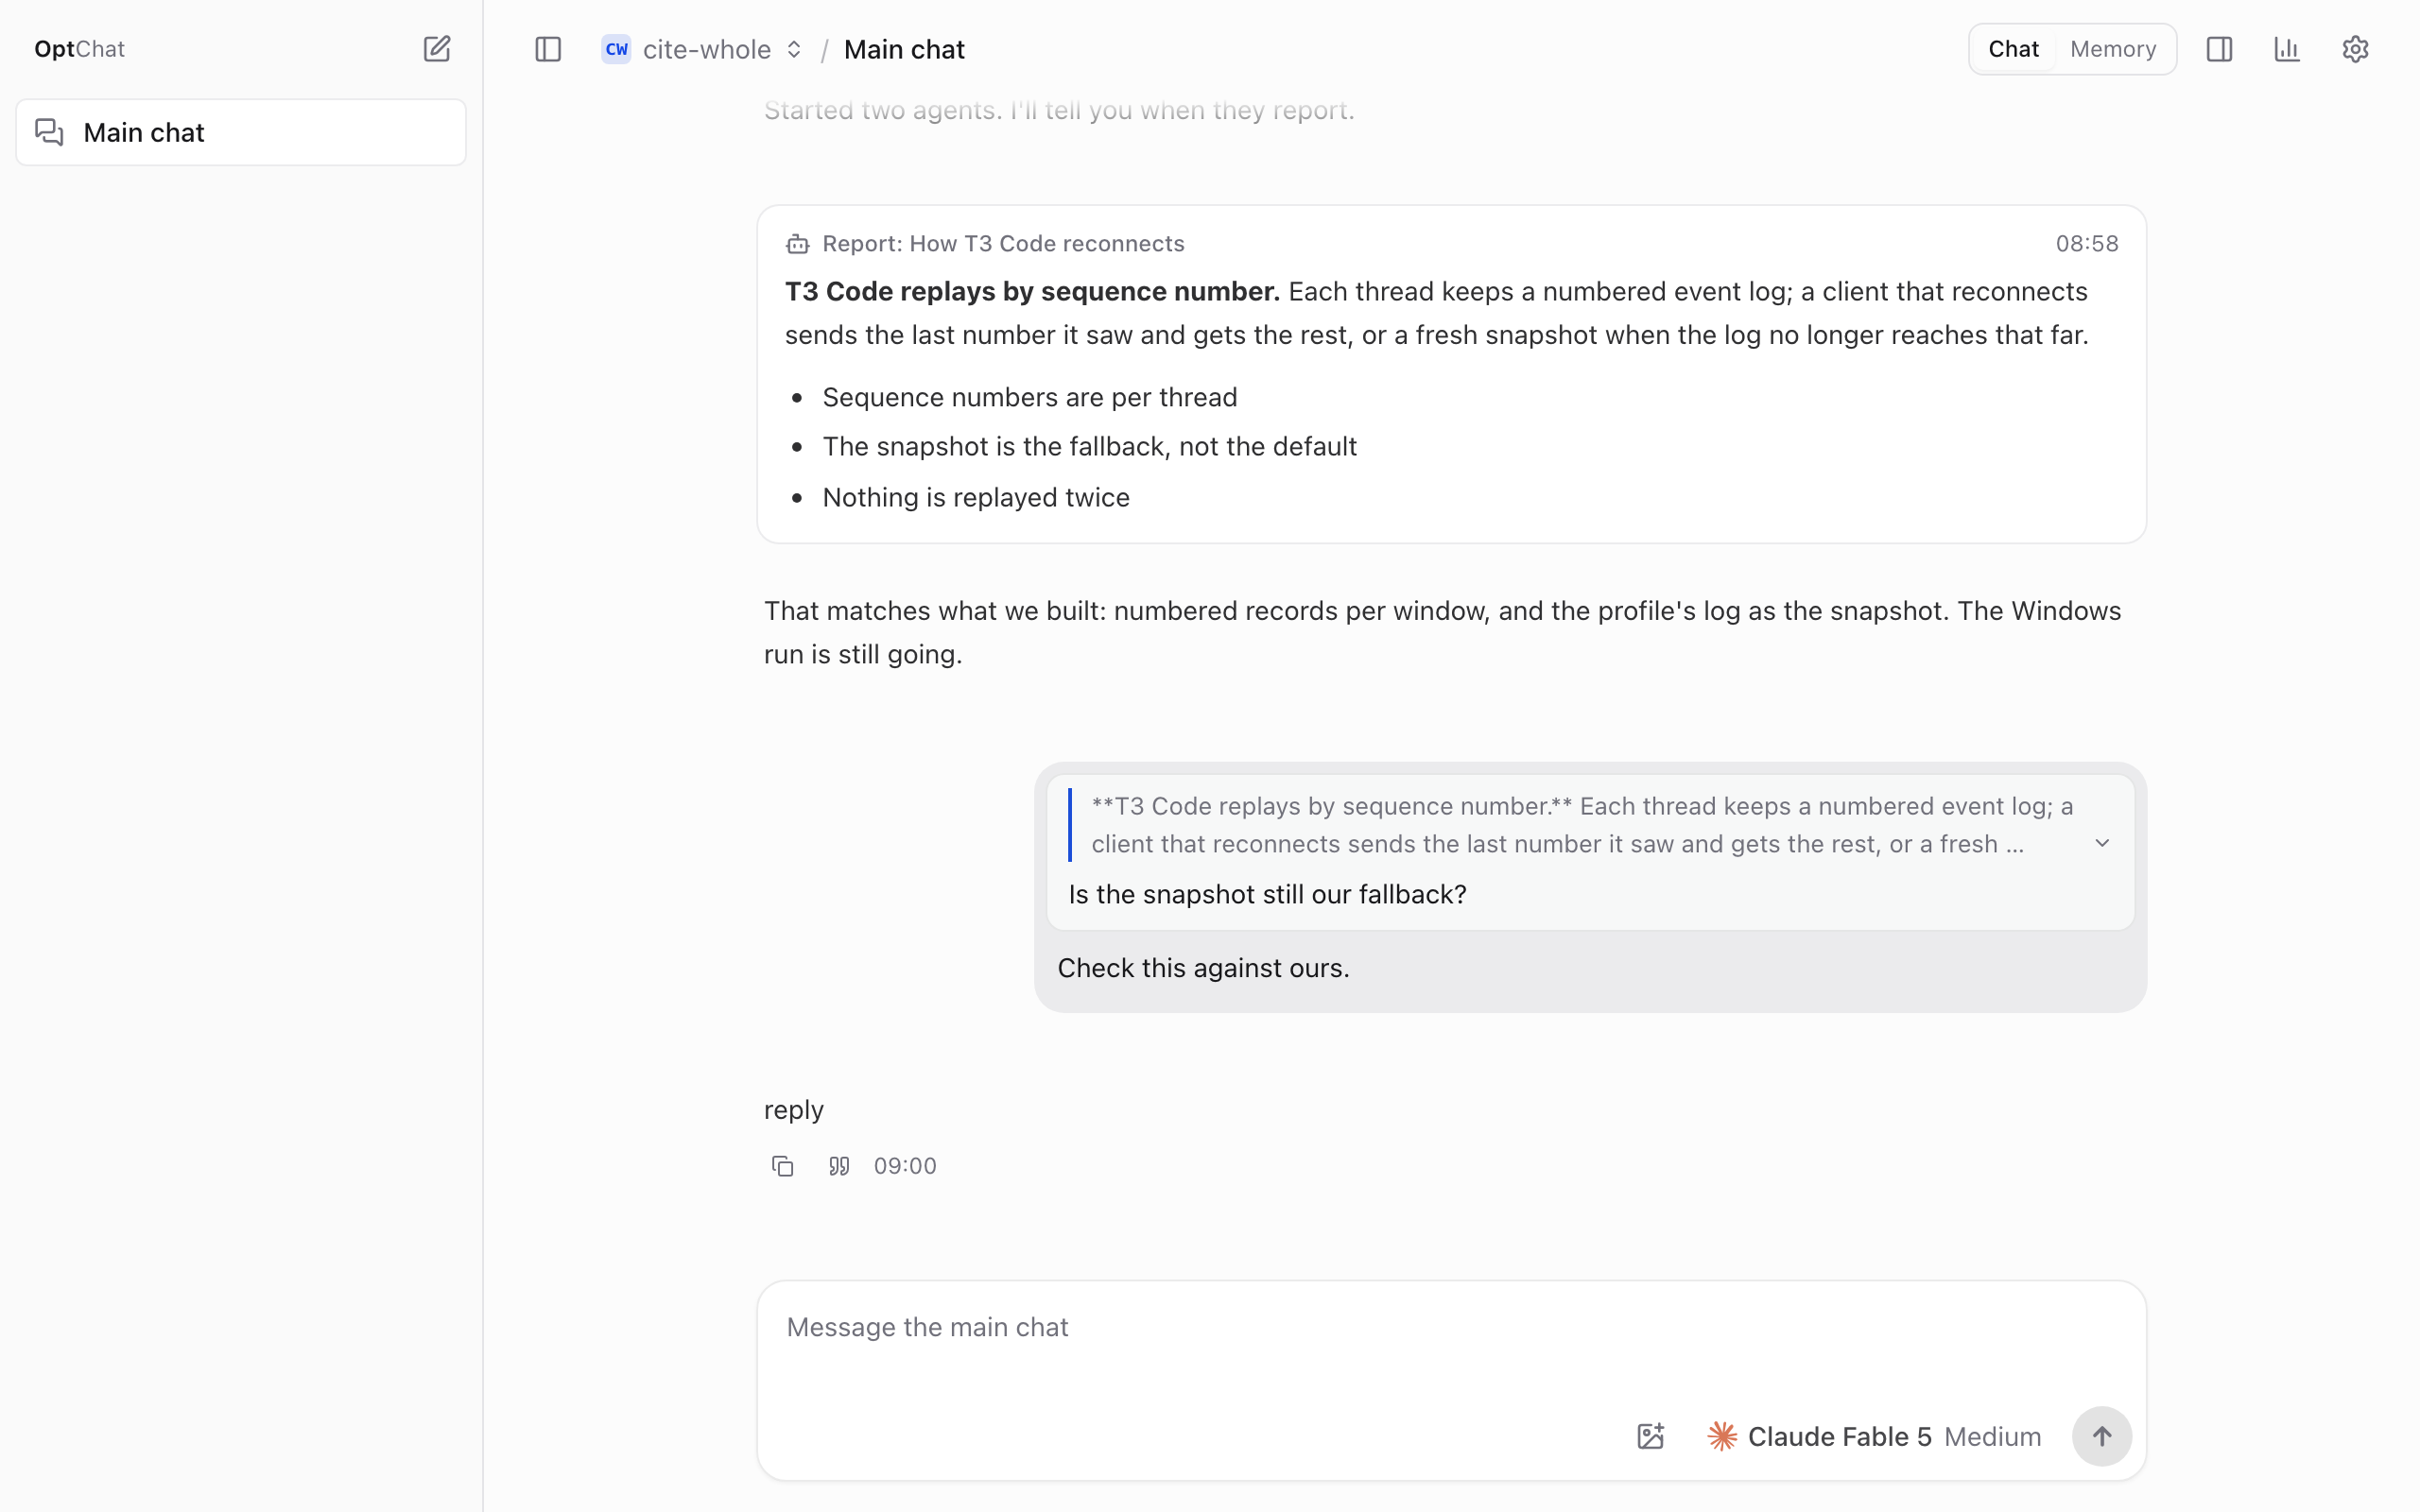 OptChat
Main chat
CW cite-whole / Main chat
Chat Memory
Started two agents. I'll tell you when they report.
Report: How T3 Code reconnects 08:58
T3 Code replays by sequence number. Each thread keeps a numbered event log; a client that reconnects
sends the last number it saw and gets the rest, or a fresh snapshot when the log no longer reaches that far.
• Sequence numbers are per thread
• The snapshot is the fallback, not the default
• Nothing is replayed twice
That matches what we built: numbered records per window, and the profile's log as the snapshot. The Windows
run is still going.
**T3 Code replays by sequence number.** Each thread keeps a numbered event log; a
client that reconnects sends the last number it saw and gets the rest, or a fresh ...
Is the snapshot still our fallback?
Check this against ours.
reply
09:00
Message the main chat
Claude Fable 5 Medium